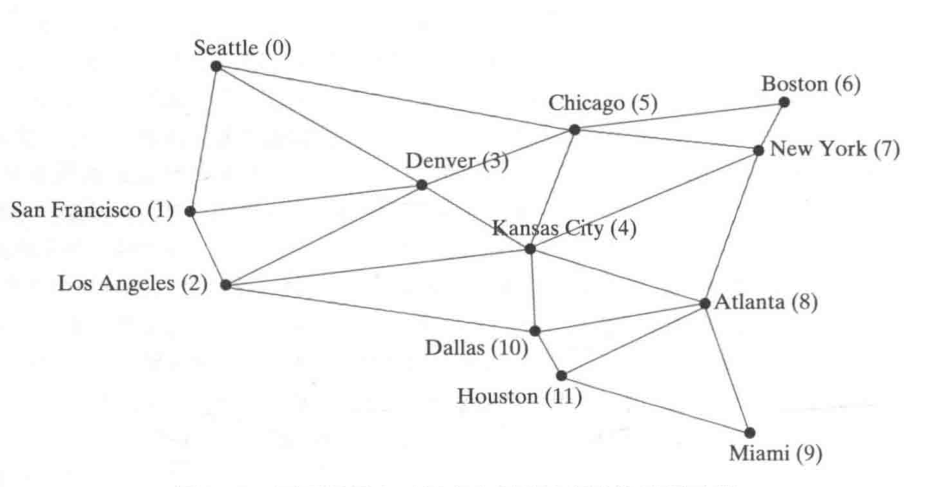 Seattle (0)
Boston (6)
Chicago (5)
New York (7)
Denver (3)
San Francisco (1)
Kansas City (4)
Los Angeles (2)
Atlanta (8)
Dallas (10)
Houston (11)
Miami (9)